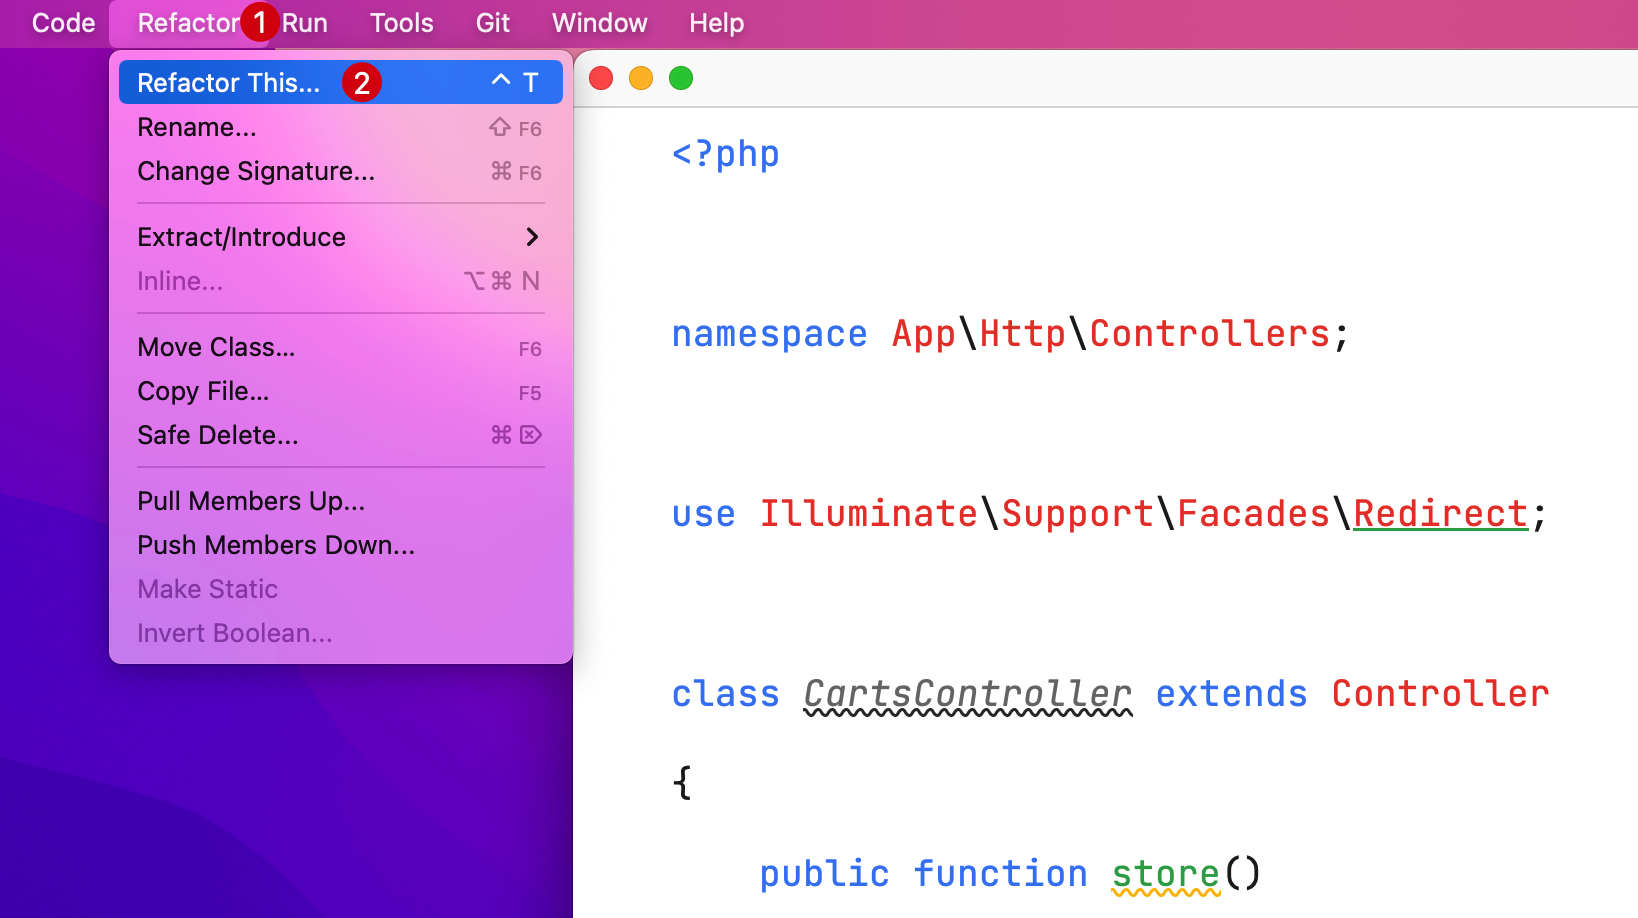 Code Refactor 1 Run Tools Git Window Help
Refactor This... 2 ^ T
Rename... ⇧ F6
Change Signature... ⌘ F6
Extract/Introduce >
Inline... ⌥⌘ N
Move Class... F6
Copy File... F5
Safe Delete... ⌘⌦
Pull Members Up...
Push Members Down...
Make Static
Invert Boolean...
<?php
namespace App\Http\Controllers;
use Illuminate\Support\Facades\Redirect;
class CartsController extends Controller
{
public function store()